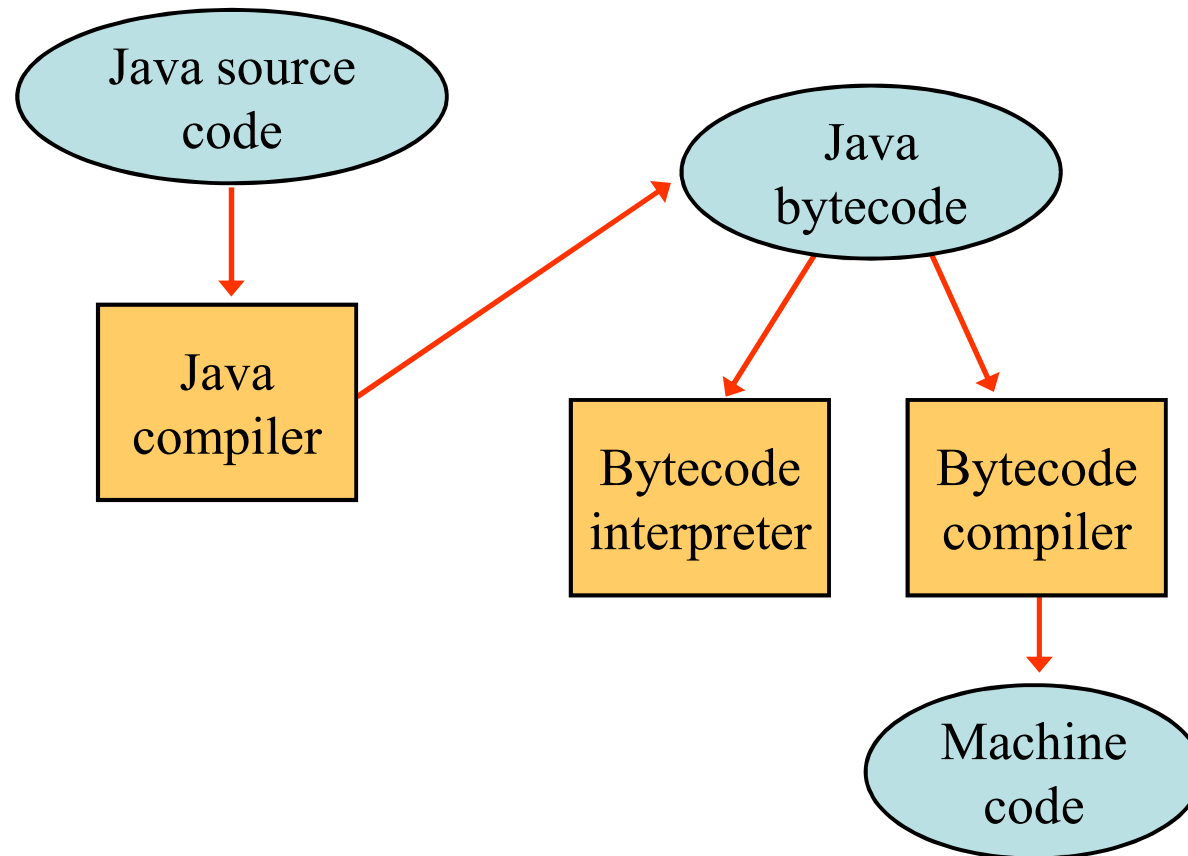 Java source
code
Java
bytecode
Java
compiler
Bytecode
interpreter
Bytecode
compiler
Machine
code